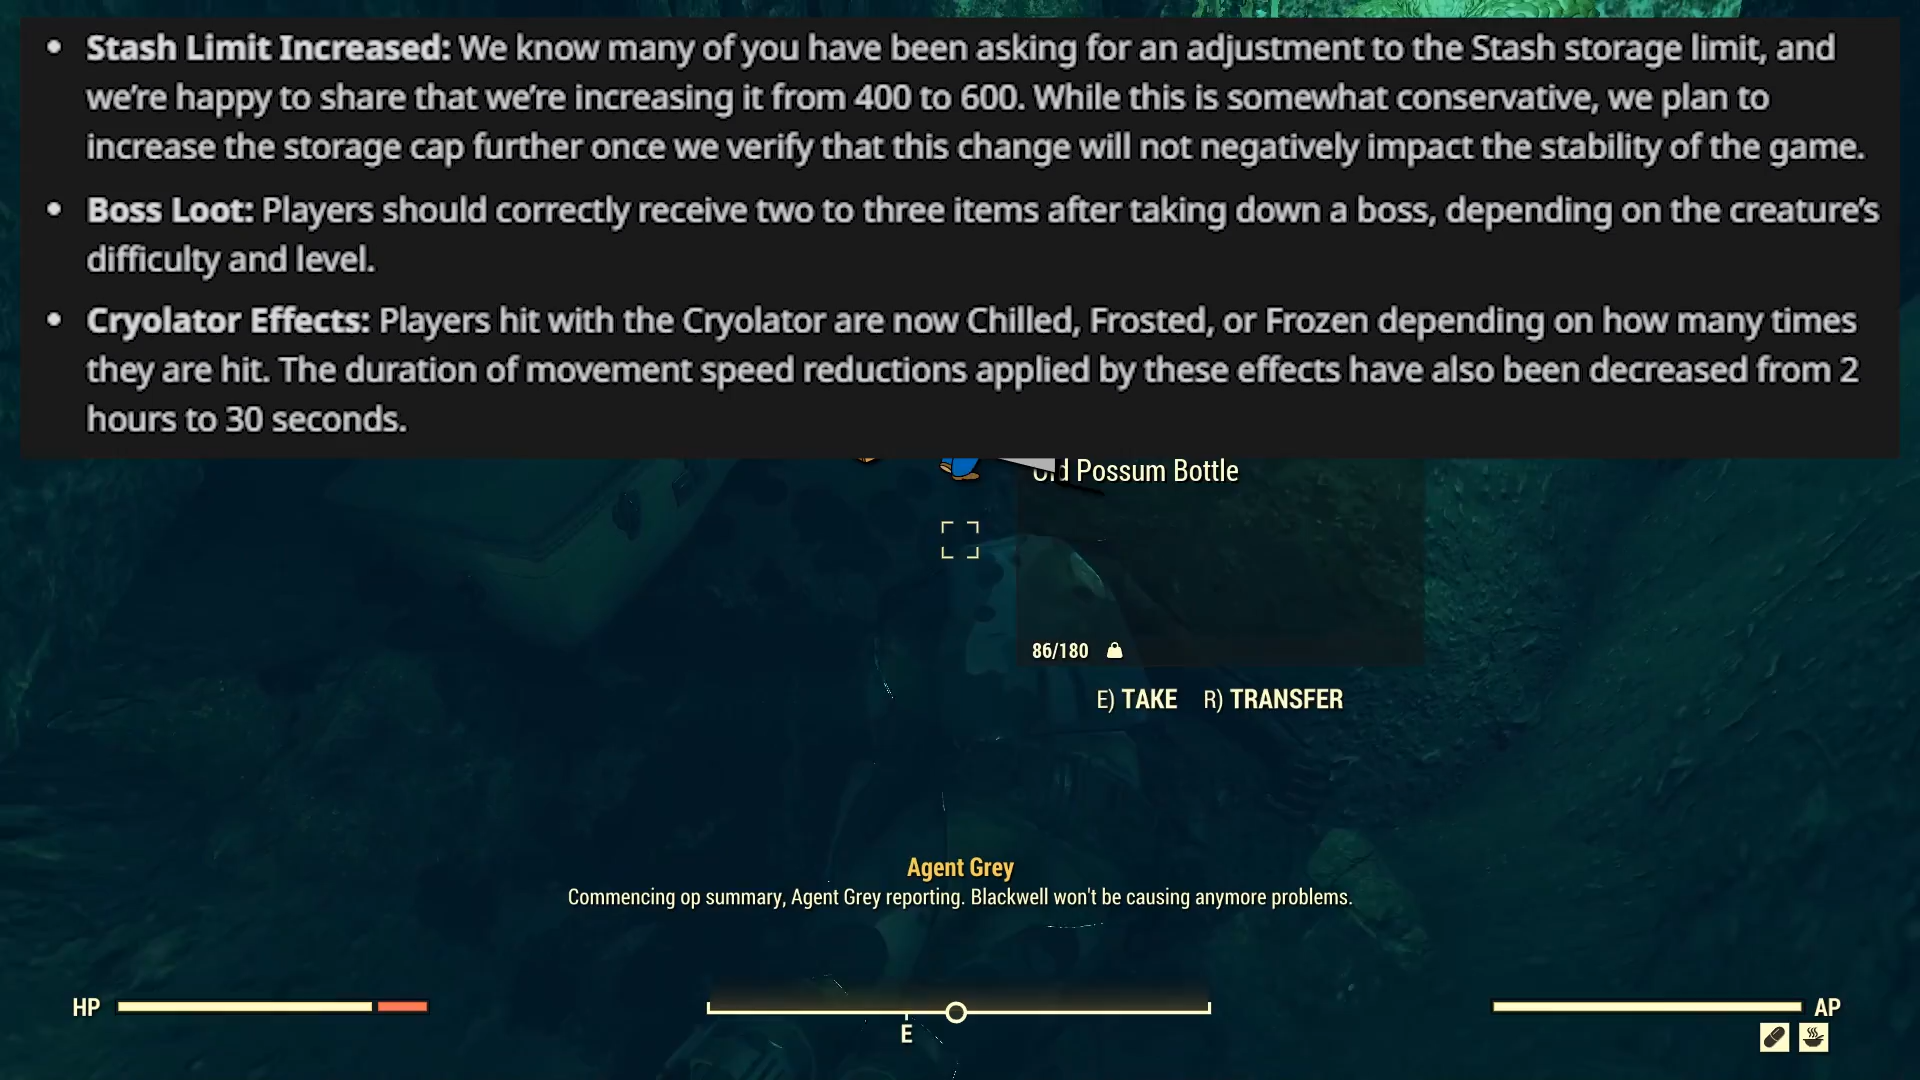 • Stash Limit Increased: We know many of you have been asking for an adjustment to the Stash storage limit, and
we’re happy to share that we’re increasing it from 400 to 600. While this is somewhat conservative, we plan to
increase the storage cap further once we verify that this change will not negatively impact the stability of the game.
• Boss Loot: Players should correctly receive two to three items after taking down a boss, depending on the creature’s
difficulty and level.
• Cryolator Effects: Players hit with the Cryolator are now Chilled, Frosted, or Frozen depending on how many times
they are hit. The duration of movement speed reductions applied by these effects have also been decreased from 2
hours to 30 seconds.
Old Possum Bottle
86/180
E) TAKE R) TRANSFER
Agent Grey
Commencing op summary, Agent Grey reporting. Blackwell won't be causing anymore problems.
HP
E
AP